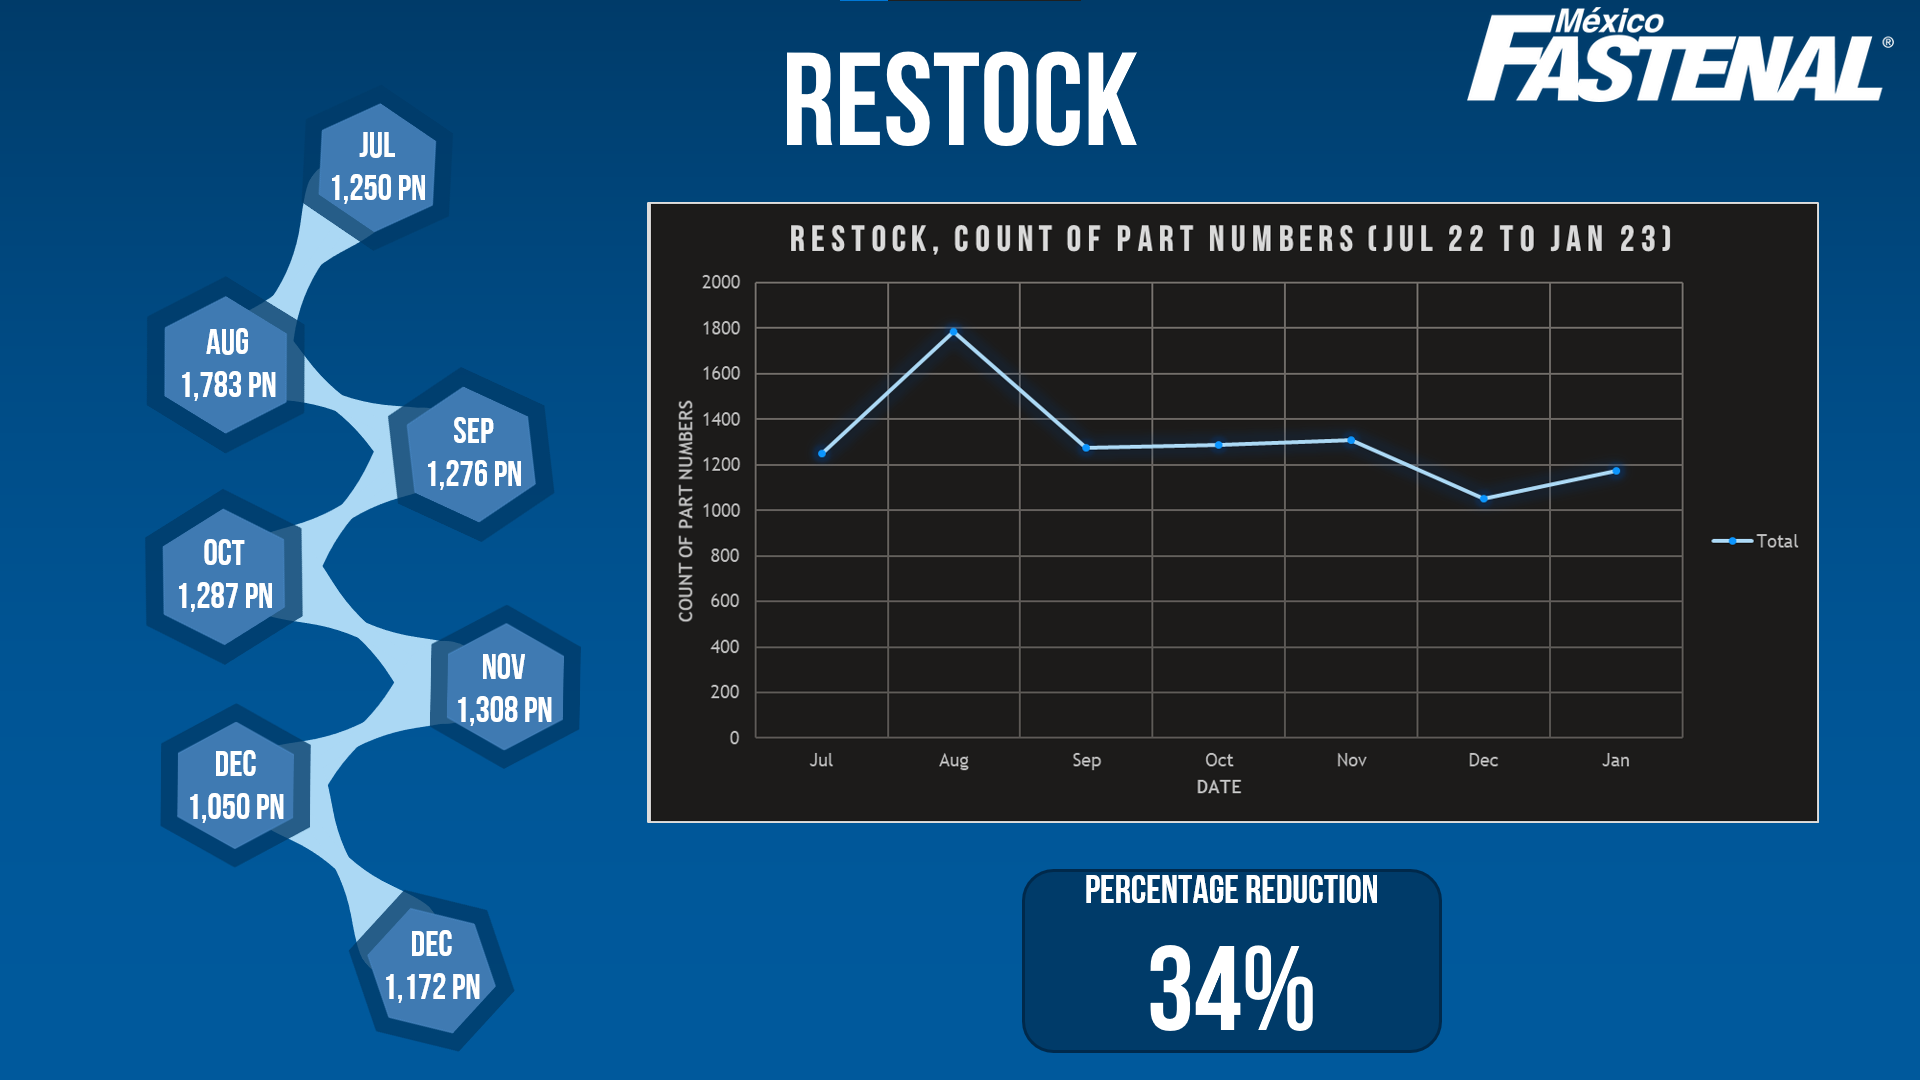 RESTOCK
México
FASTENAL®
JUL
1,250 PN
AUG
1,783 PN
SEP
1,276 PN
OCT
1,287 PN
NOV
1,308 PN
DEC
1,050 PN
DEC
1,172 PN
RESTOCK, COUNT OF PART NUMBERS (JUL 22 TO JAN 23)
COUNT OF PART NUMBERS
2000
1800
1600
1400
1200
1000
800
600
400
200
0
Jul Aug Sep Oct Nov Dec Jan
DATE
Total
PERCENTAGE REDUCTION
34%